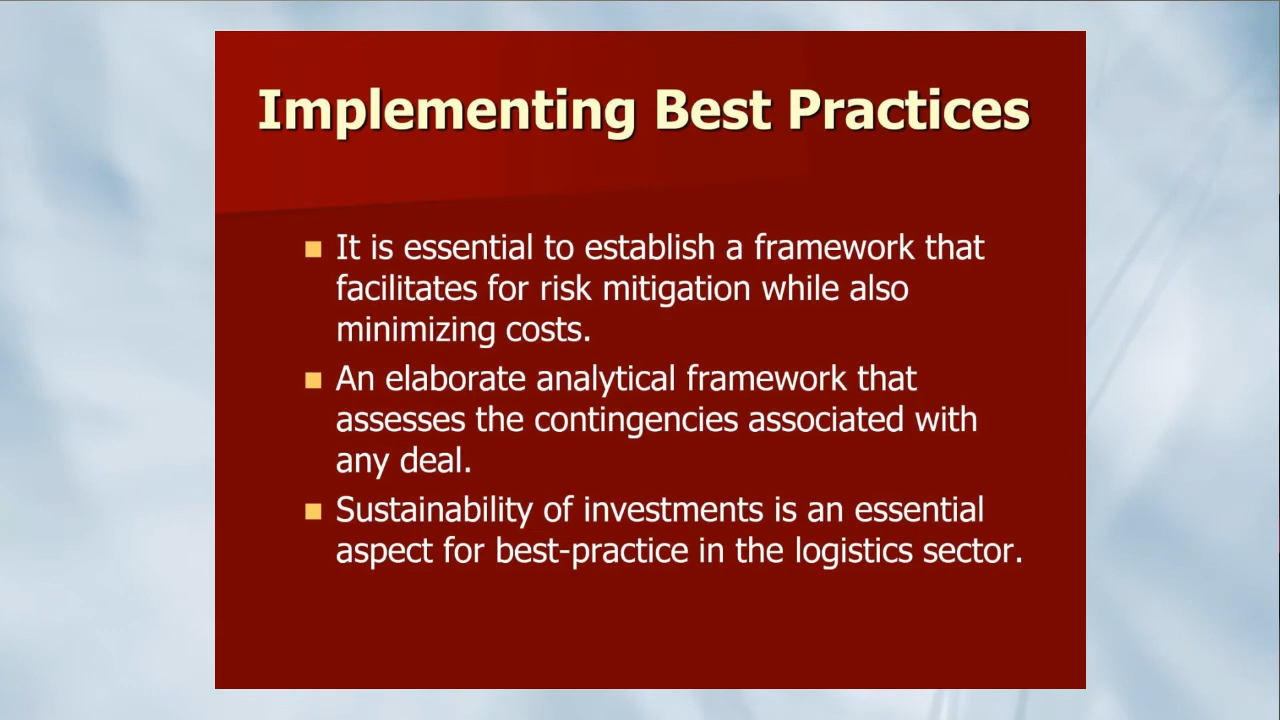 Implementing Best Practices
It is essential to establish a framework that
facilitates for risk mitigation while also
minimizing costs.
An elaborate analytical framework that
assesses the contingencies associated with
any deal.
Sustainability of investments is an essential
aspect for best-practice in the logistics sector.